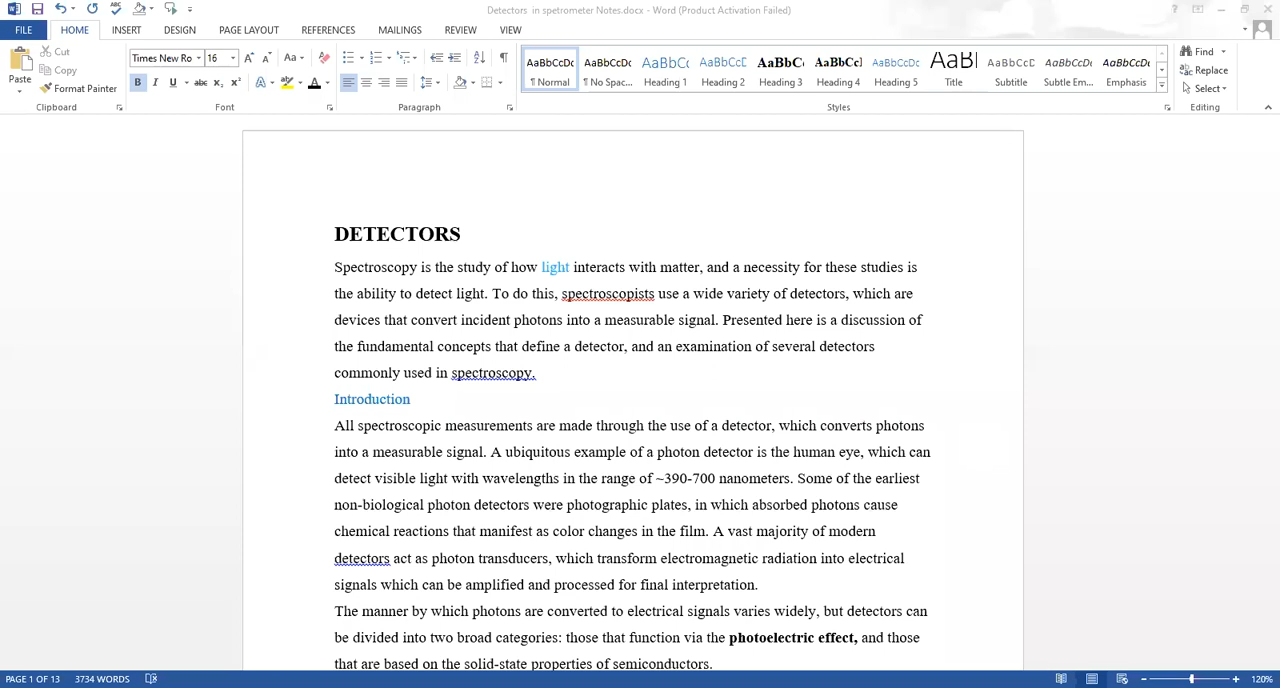 Detectors in spetrometer Notes.docx - Word (Product Activation Failed)
FILE HOME INSERT DESIGN PAGE LAYOUT REFERENCES MAILINGS REVIEW VIEW
Paste
Cut
Copy
Format Painter
Clipboard
Times New Ro 16
Font
Paragraph
AaBbCcDc AaBbCcDc AaBbC( AaBbCcD AaBbC( AaBbCc] AaBbCcDc AaB| AaBbCcD AaBbCcDc AaBbCcDc
¶ Normal ¶ No Spac... Heading 1 Heading 2 Heading 3 Heading 4 Heading 5 Title Subtitle Subtle Em... Emphasis
Styles
Find
Replace
Select
Editing
DETECTORS
Spectroscopy is the study of how light interacts with matter, and a necessity for these studies is
the ability to detect light. To do this, spectroscopists use a wide variety of detectors, which are
devices that convert incident photons into a measurable signal. Presented here is a discussion of
the fundamental concepts that define a detector, and an examination of several detectors
commonly used in spectroscopy.
Introduction
All spectroscopic measurements are made through the use of a detector, which converts photons
into a measurable signal. A ubiquitous example of a photon detector is the human eye, which can
detect visible light with wavelengths in the range of ~390-700 nanometers. Some of the earliest
non-biological photon detectors were photographic plates, in which absorbed photons cause
chemical reactions that manifest as color changes in the film. A vast majority of modern
detectors act as photon transducers, which transform electromagnetic radiation into electrical
signals which can be amplified and processed for final interpretation.
The manner by which photons are converted to electrical signals varies widely, but detectors can
be divided into two broad categories: those that function via the photoelectric effect, and those
that are based on the solid-state properties of semiconductors.
PAGE 1 OF 13 3734 WORDS 120%